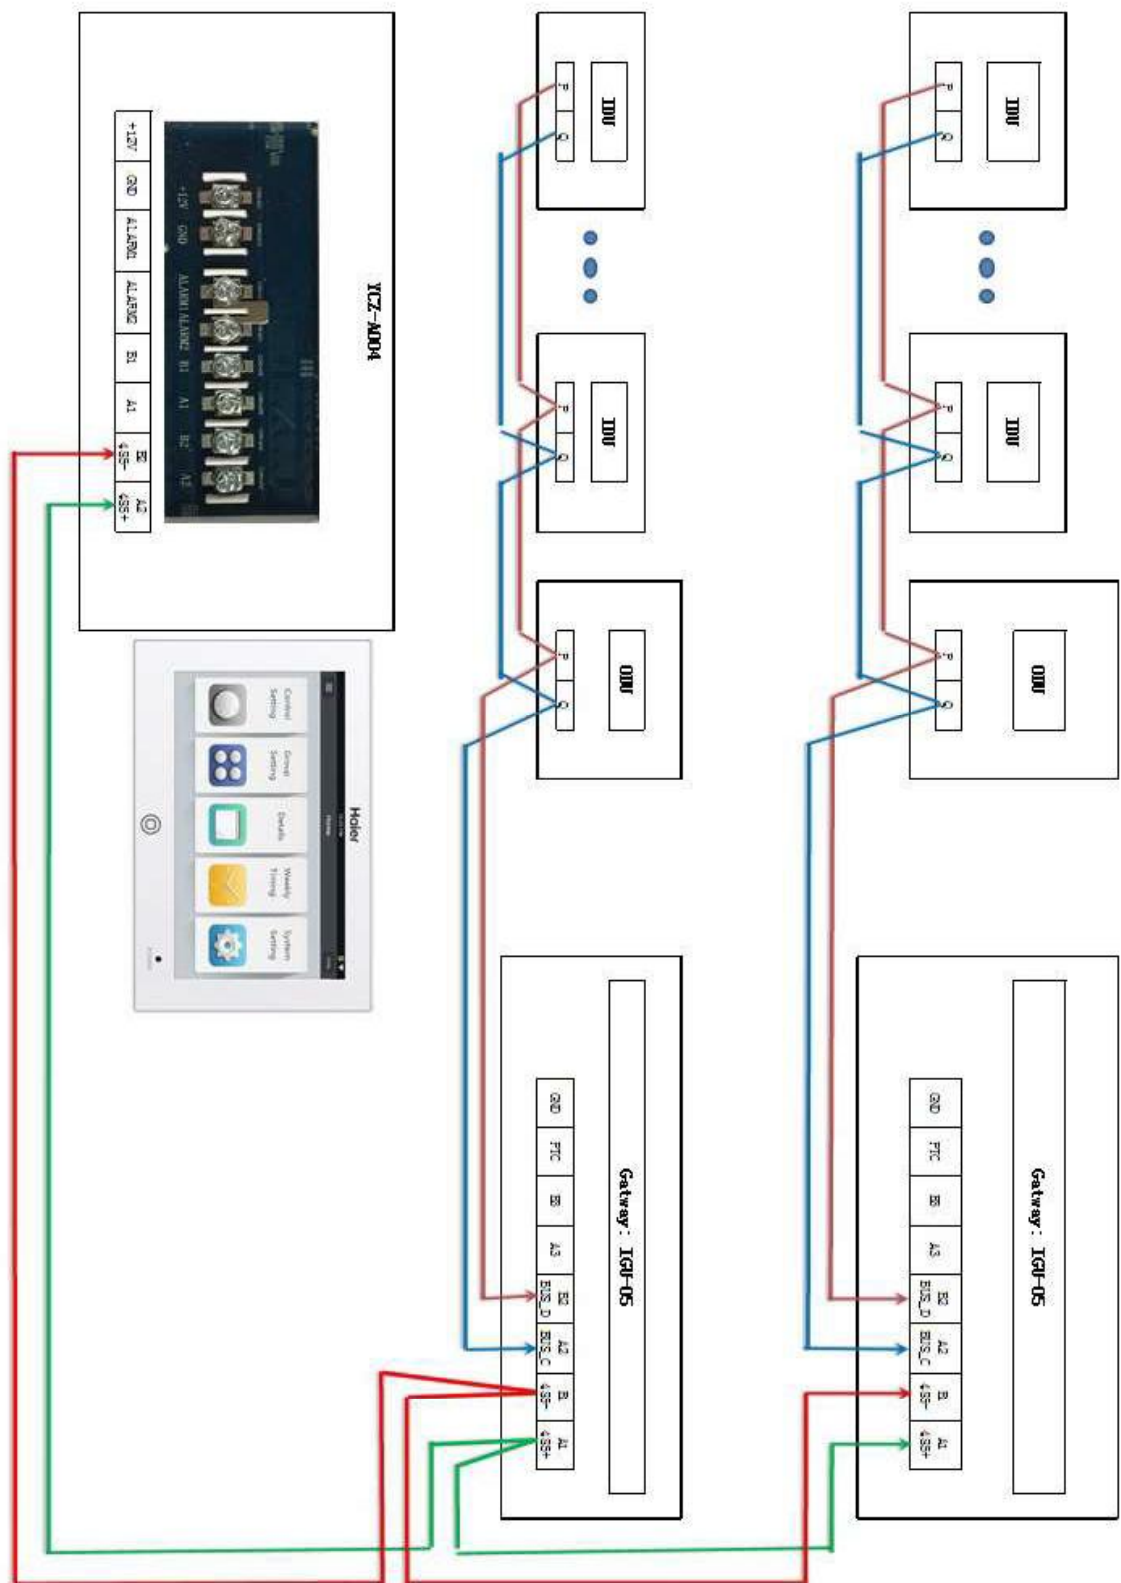 YCZ-A004
+12V
GND
ALARM1
ALARM2
B1
A1
B2
485-
A2
485+
+12V
GND
ALARM1
ALARM2
B1
A1
B2
A2
Haier
Home
Control
Setting
Group
Setting
Details
Weekly
Timing
System
Setting
IDU
P
Q
IDU
P
Q
ODU
P
Q
Gatway: IGU-05
GND
PTC
B3
A3
B2
BUS_D
A2
BUS_C
B1
485-
A1
485+
IDU
P
Q
IDU
P
Q
ODU
P
Q
Gatway: IGU-05
GND
PTC
B3
A3
B2
BUS_D
A2
BUS_C
B1
485-
A1
485+